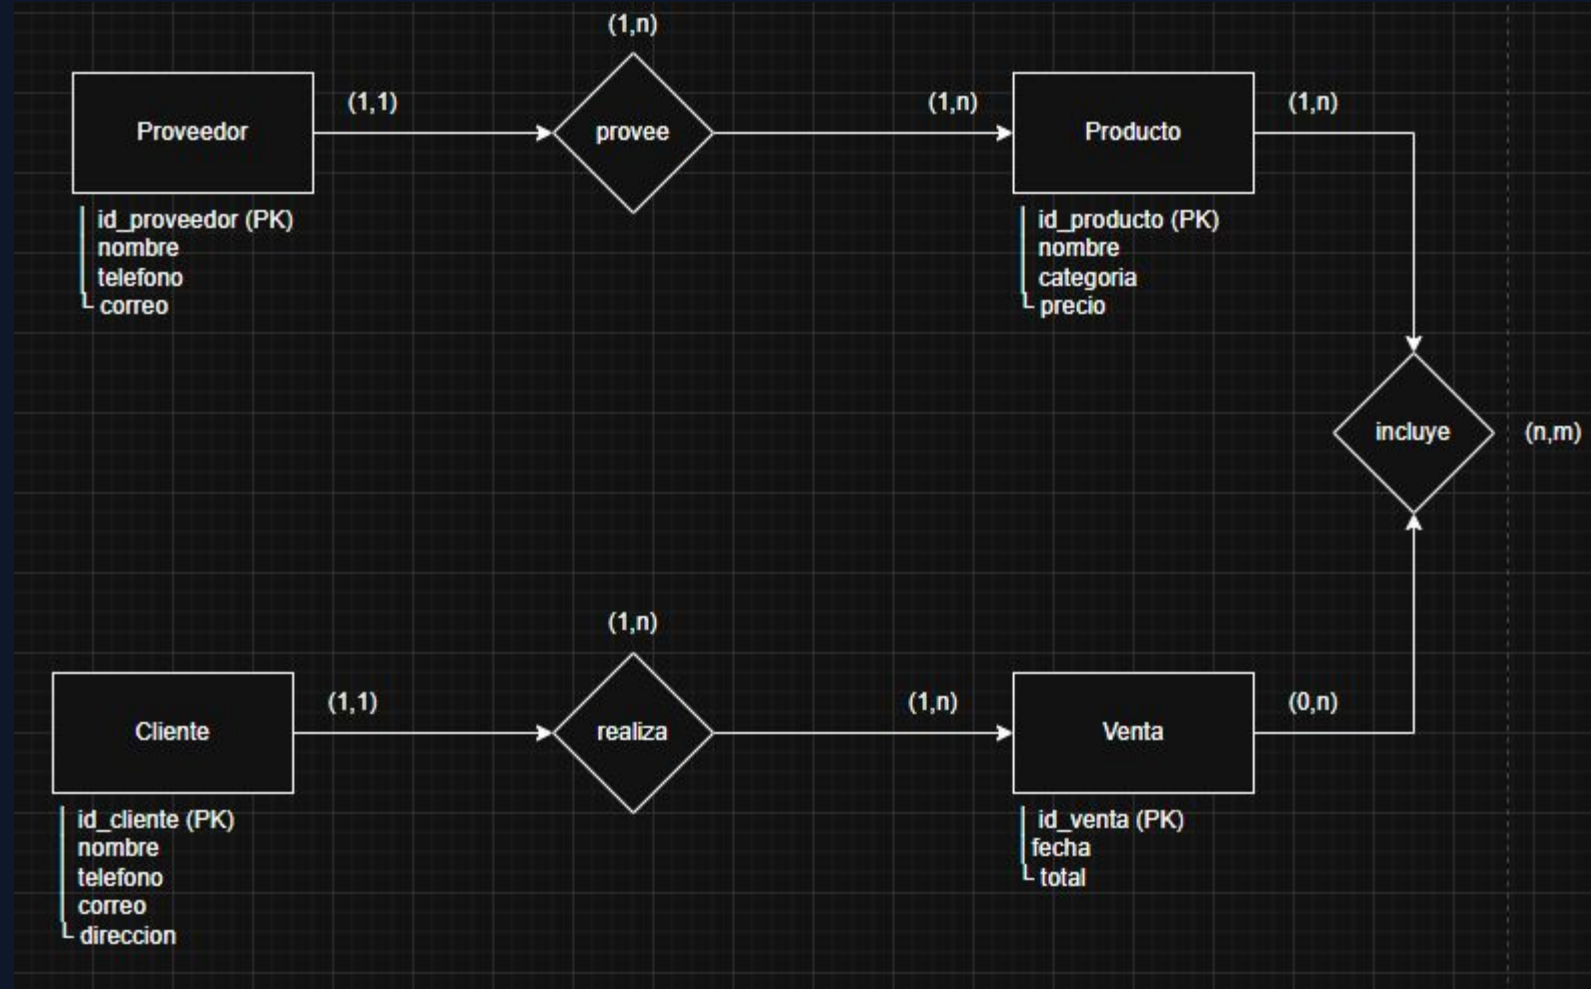 (1,n)
Proveedor
(1,1)
provee
(1,n)
Producto
(1,n)
id_proveedor (PK)
nombre
telefono
correo
id_producto (PK)
nombre
categoria
precio
incluye
(n,m)
(1,n)
Cliente
(1,1)
realiza
(1,n)
Venta
(0,n)
id_cliente (PK)
nombre
telefono
correo
direccion
id_venta (PK)
fecha
total